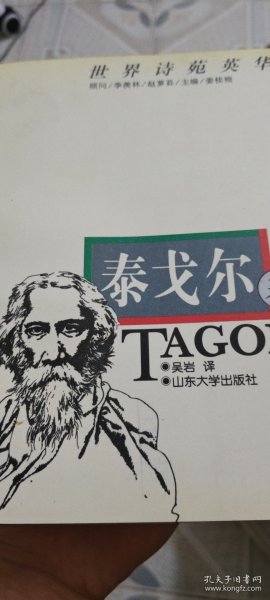 世界诗苑英华
顾问/季羡林/赵萝蕤/主编/姜桂栩
泰戈尔
TAGO
●吴岩 译
●山东大学出版社
孔夫子旧书网
www.kongfz.com